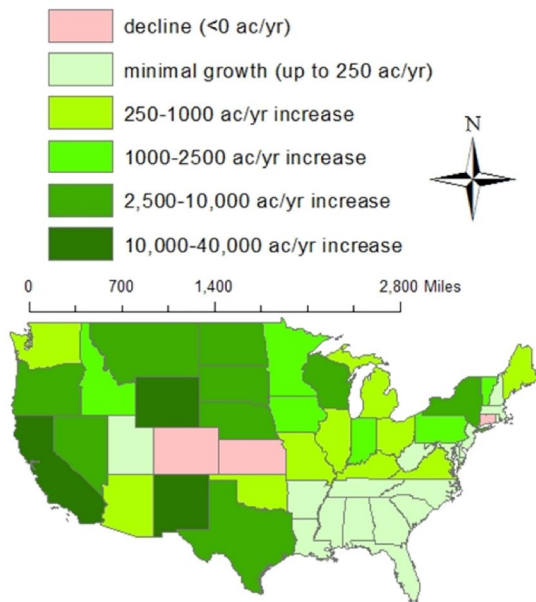 decline (<0 ac/yr)
minimal growth (up to 250 ac/yr)
250-1000 ac/yr increase
1000-2500 ac/yr increase
2,500-10,000 ac/yr increase
10,000-40,000 ac/yr increase
N
0 700 1,400 2,800 Miles